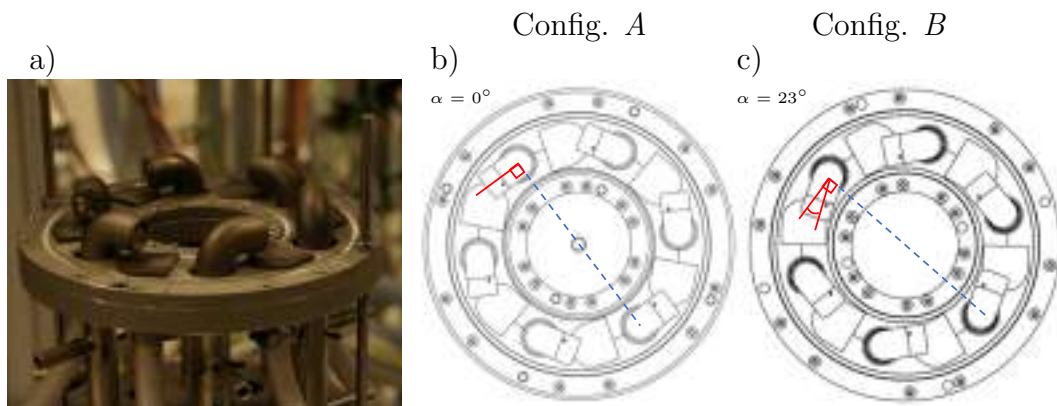 Config. A
Config. B
a)
b)
c)
α = 0°
α = 23°